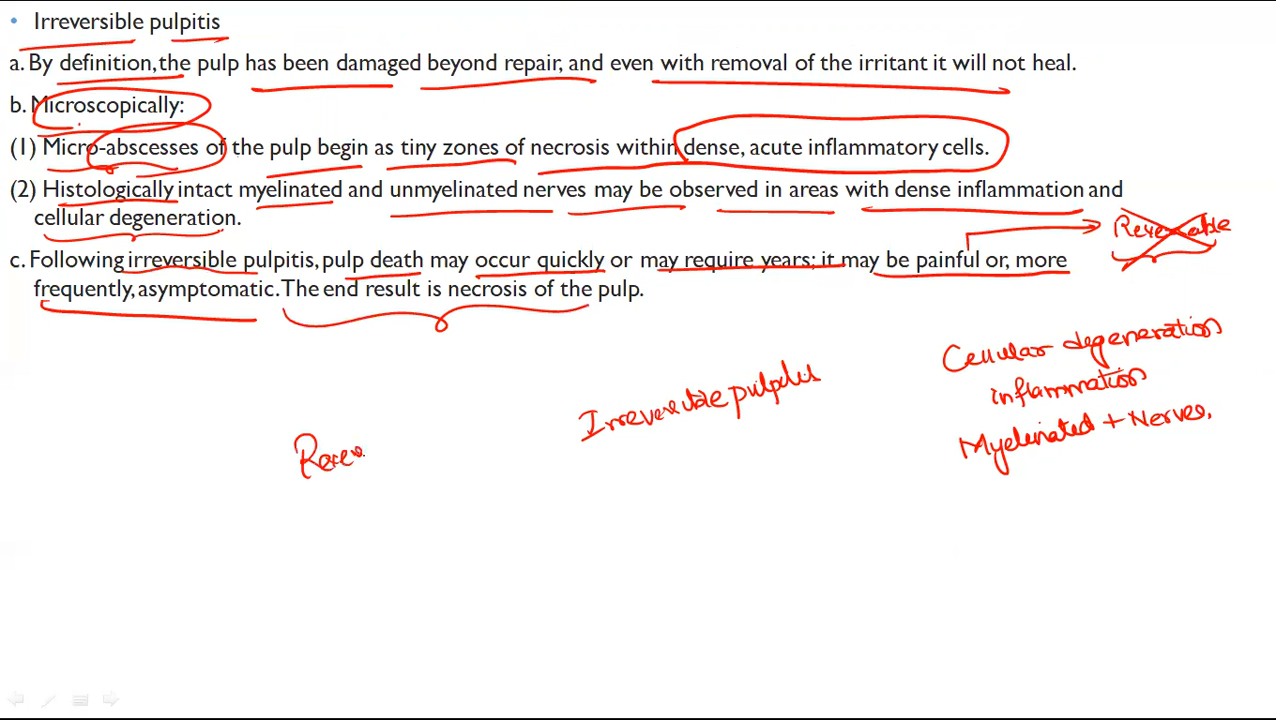 • Irreversible pulpitis
a. By definition, the pulp has been damaged beyond repair, and even with removal of the irritant it will not heal.
b. Microscopically:
(1) Micro-abscesses of the pulp begin as tiny zones of necrosis within dense, acute inflammatory cells.
(2) Histologically intact myelinated and unmyelinated nerves may be observed in areas with dense inflammation and
cellular degeneration.
Reversable
c. Following irreversible pulpitis, pulp death may occur quickly or may require years; it may be painful or, more
frequently, asymptomatic. The end result is necrosis of the pulp.
Cellular degeneration
inflammation
Myelinated + Nerves.
Irreversible